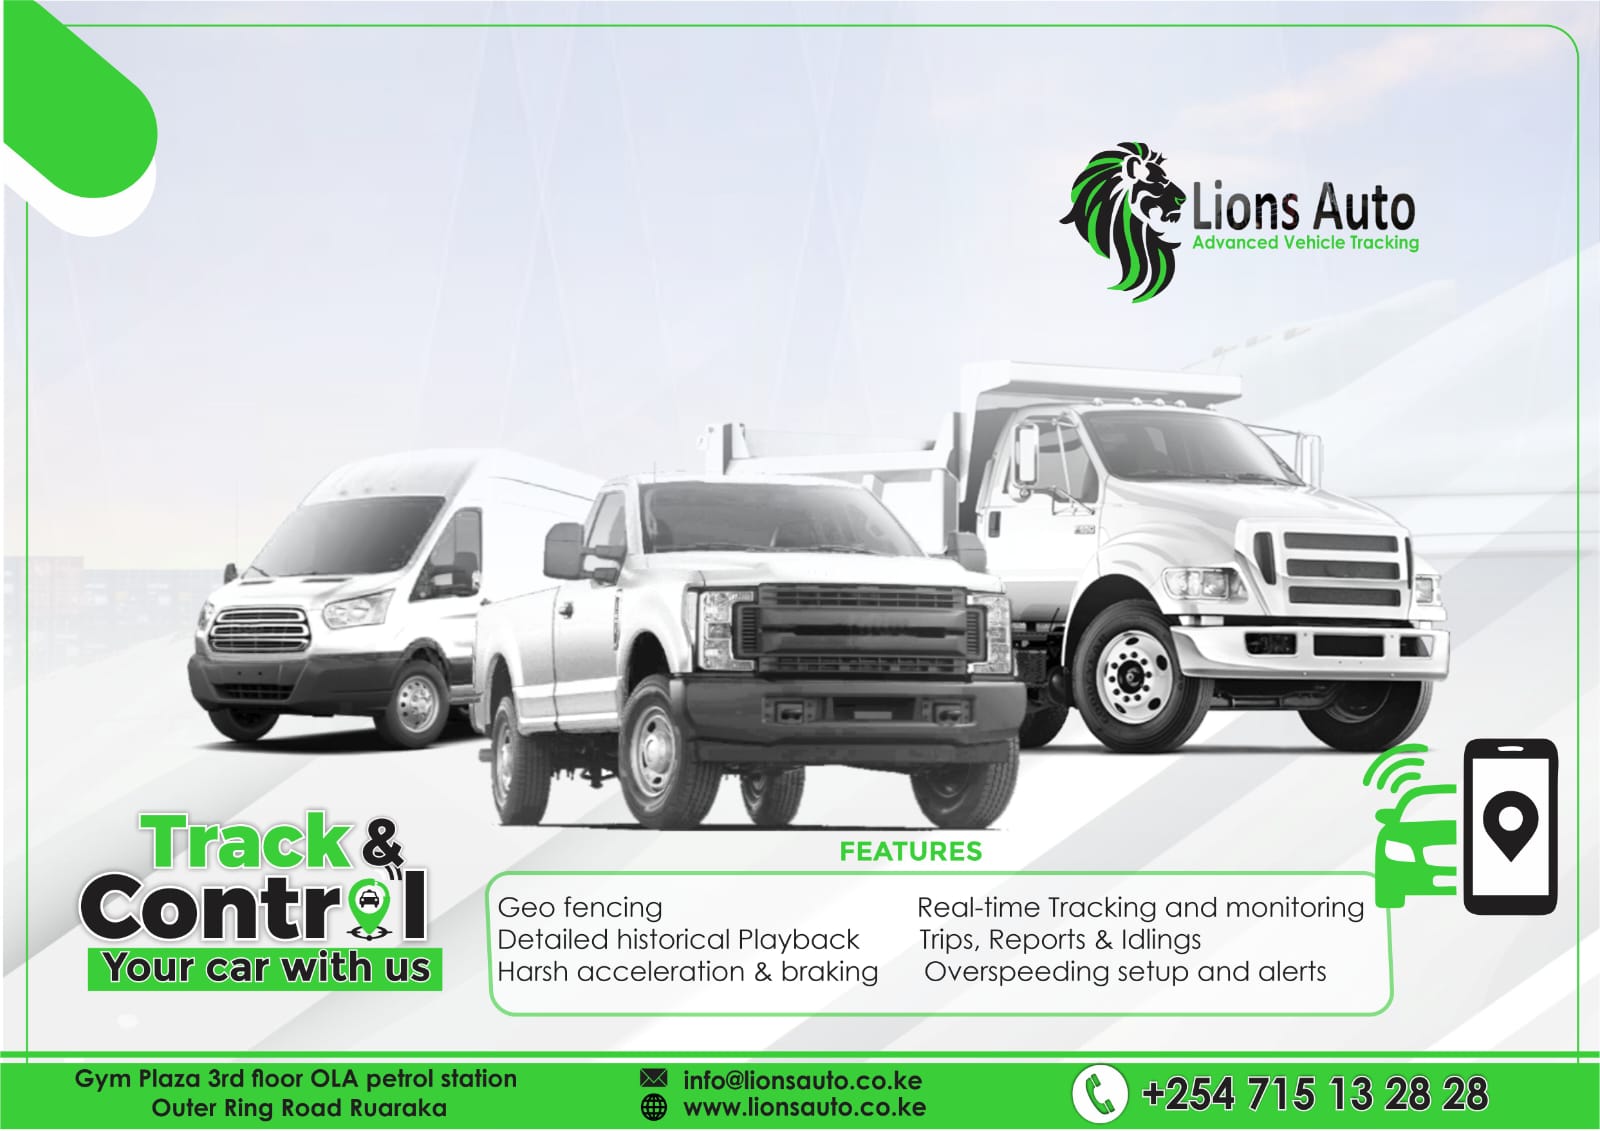 Lions Auto
Advanced Vehicle Tracking
Track &
Control
Your car with us
FEATURES
Geo fencing
Detailed historical Playback
Harsh acceleration & braking
Real-time Tracking and monitoring
Trips, Reports & Idlings
Overspeeding setup and alerts
Gym Plaza 3rd floor OLA petrol station
Outer Ring Road Ruaraka
info@lionsauto.co.ke
www.lionsauto.co.ke
+254 715 13 28 28